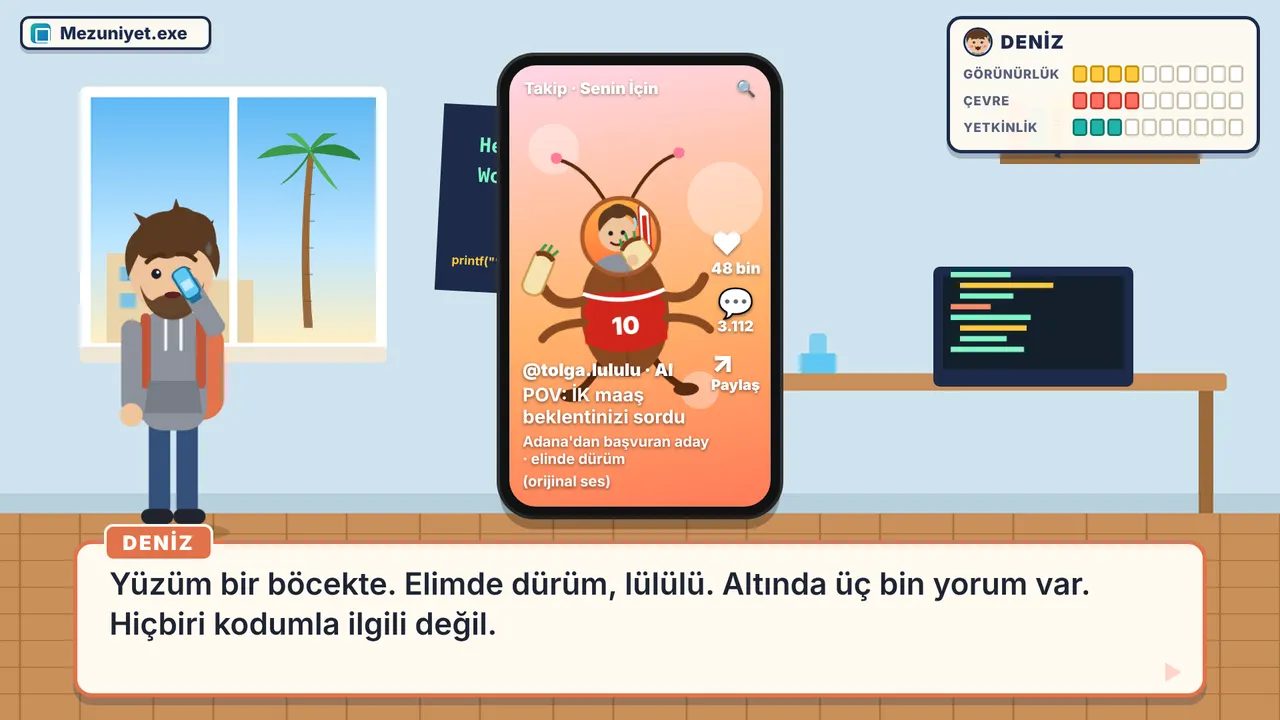 Mezuniyet.exe
DENİZ
GÖRÜNÜRLÜK
ÇEVRE
YETKİNLİK
Takip · Senin İçin
He
Wo
printf("
10
48 bin
3.112
Paylaş
@tolga.lululu · AI
POV: İK maaş
beklentinizi sordu
Adana'dan başvuran aday
· elinde dürüm
(orijinal ses)
DENİZ
Yüzüm bir böcekte. Elimde dürüm, lülülü. Altında üç bin yorum var.
Hiçbiri kodumla ilgili değil.